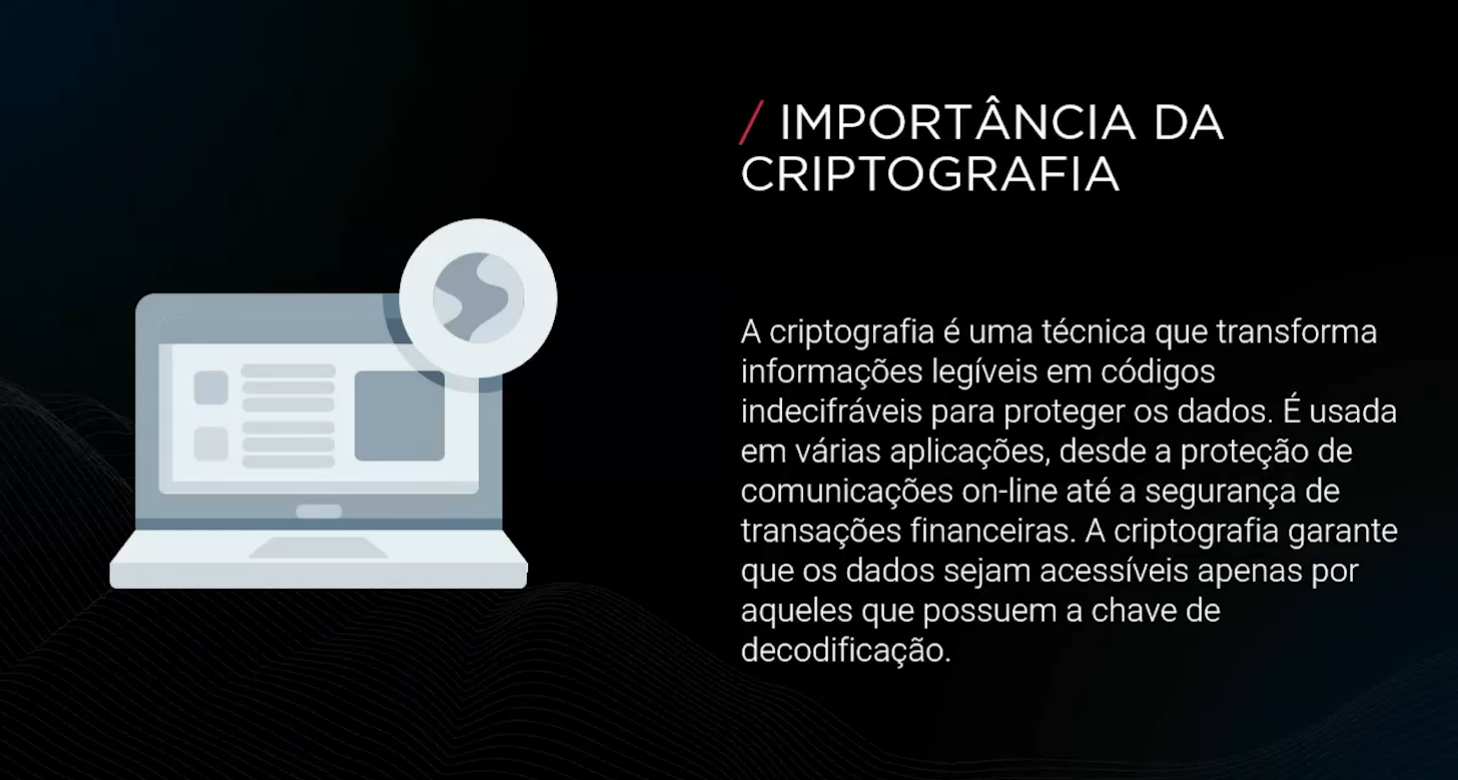 / IMPORTÂNCIA DA
CRIPTOGRAFIA
A criptografia é uma técnica que transforma
informações legíveis em códigos
indecifráveis para proteger os dados. É usada
em várias aplicações, desde a proteção de
comunicações on-line até a segurança de
transações financeiras. A criptografia garante
que os dados sejam acessíveis apenas por
aqueles que possuem a chave de
decodificação.